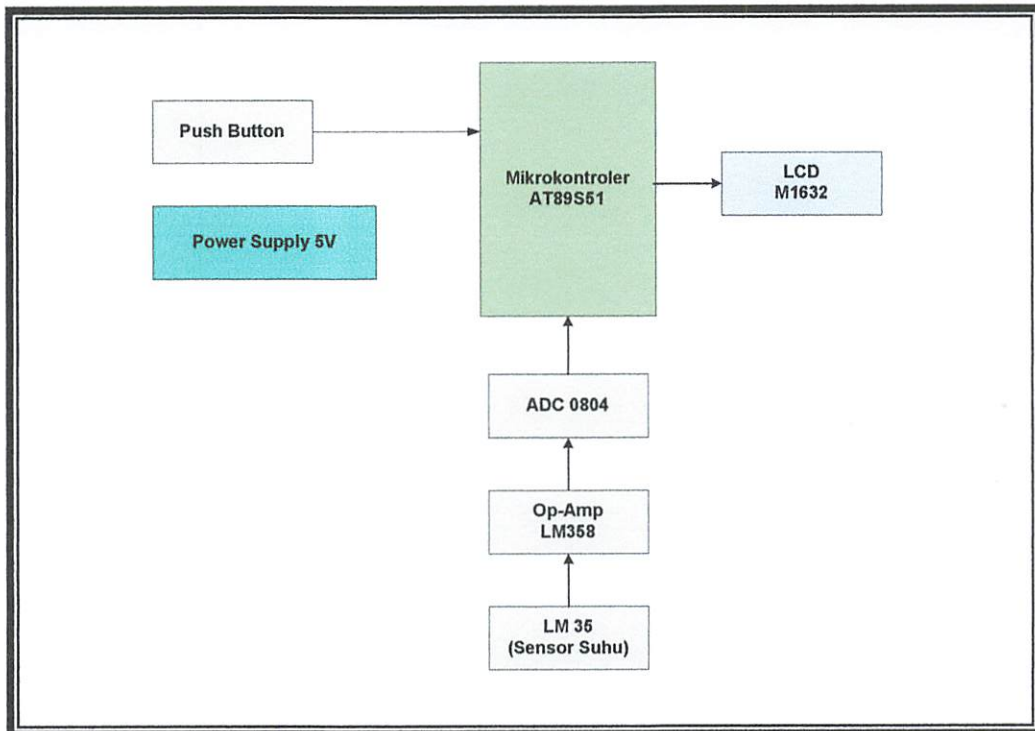 Push Button
Mikrokontroler
AT89S51
LCD
M1632
Power Supply 5V
ADC 0804
Op-Amp
LM358
LM 35
(Sensor Suhu)